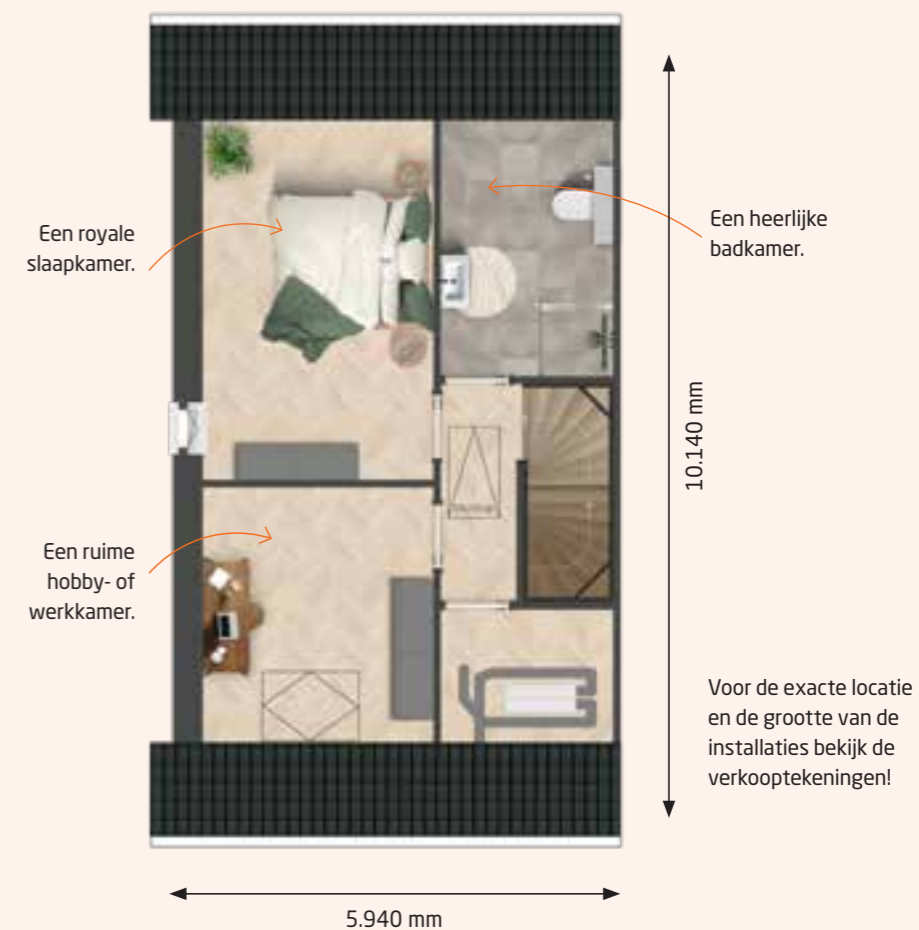 Een royale
slaapkamer.
Een heerlijke
badkamer.
10.140 mm
Een ruime
hobby- of
werkkamer.
Voor de exacte locatie
en de grootte van de
installaties bekijk de
verkooptekeningen!
5.940 mm